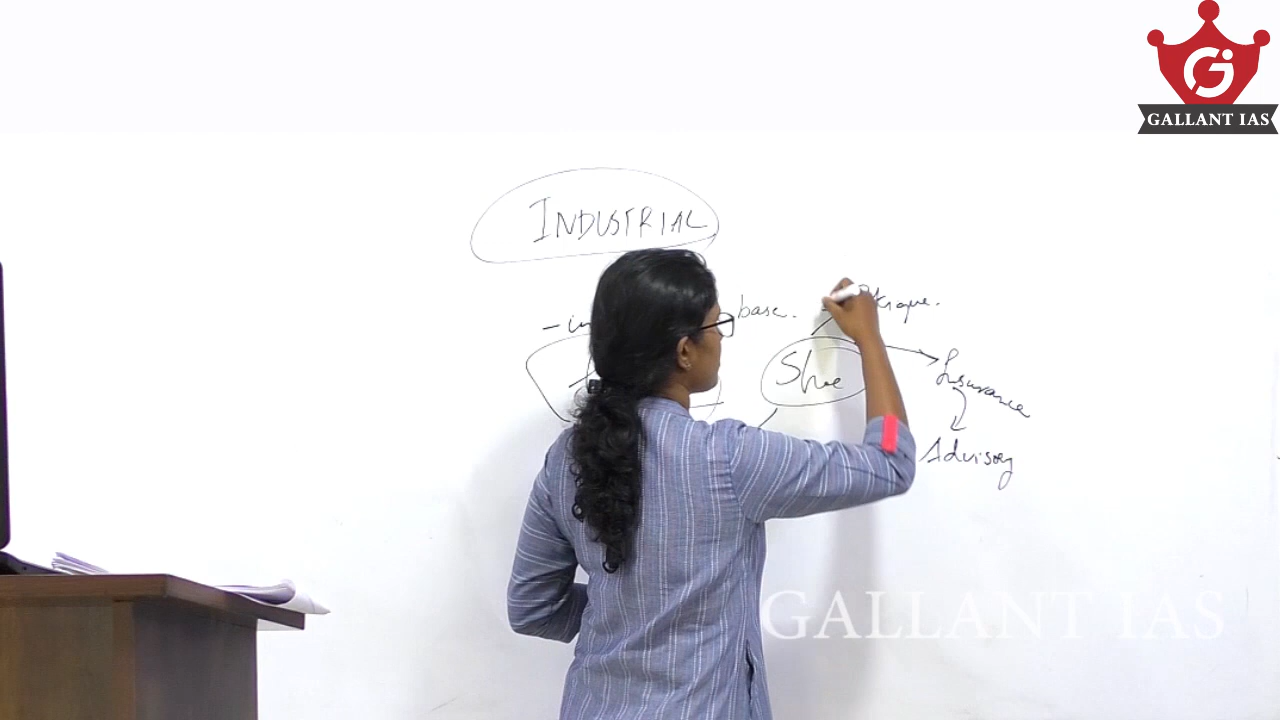 GALLANT IAS
INDUSTRIAL
base.
Shoe
Insurance
Advisory
GALLANT IAS